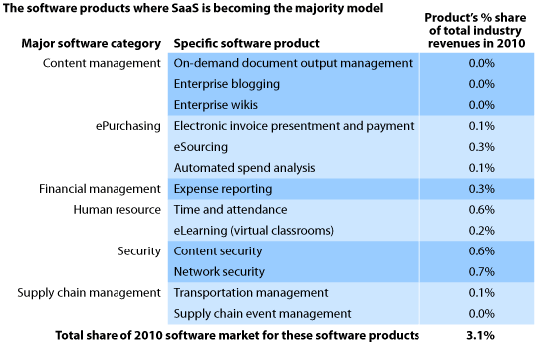 The software products where SaaS is becoming the majority model
Product's % share
of total industry
revenues in 2010
Major software category Specific software product
Content management On-demand document output management 0.0%
Enterprise blogging 0.0%
Enterprise wikis 0.0%
ePurchasing Electronic invoice presentment and payment 0.1%
eSourcing 0.3%
Automated spend analysis 0.1%
Financial management Expense reporting 0.3%
Human resource Time and attendance 0.6%
eLearning (virtual classrooms) 0.2%
Security Content security 0.6%
Network security 0.7%
Supply chain management Transportation management 0.1%
Supply chain event management 0.0%
Total share of 2010 software market for these software products 3.1%